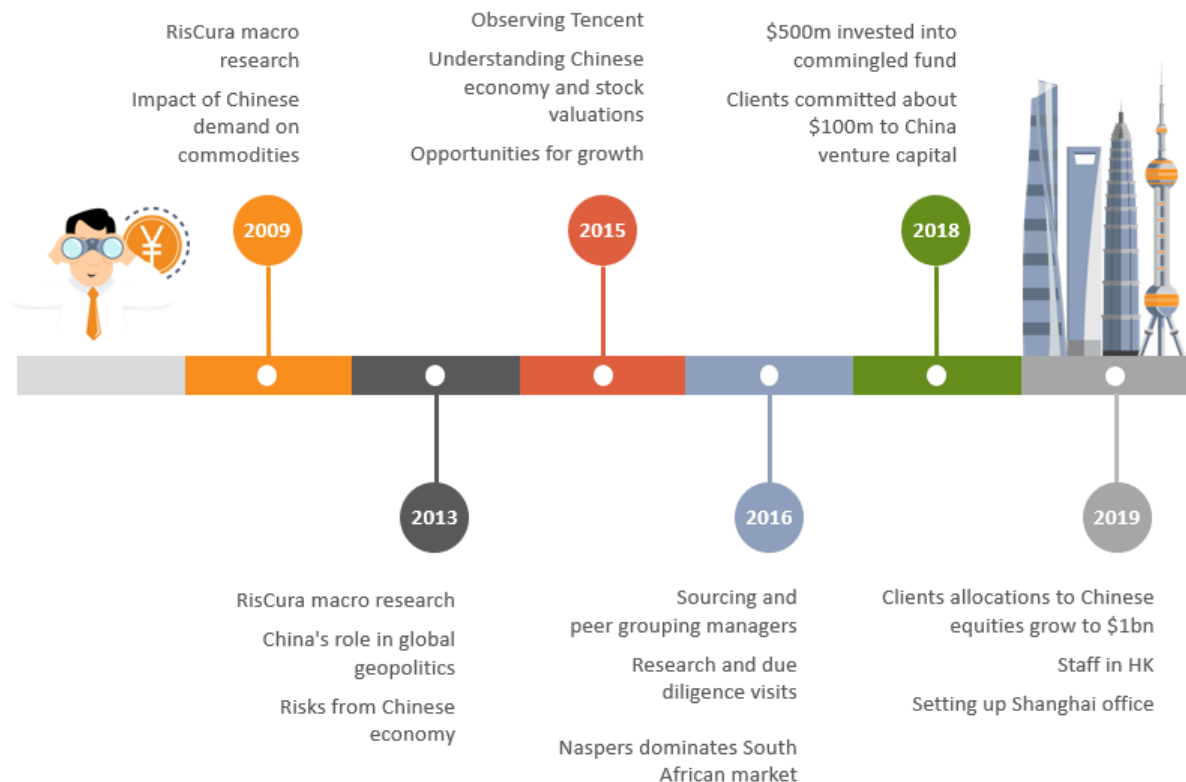 RisCura macro
research
Impact of Chinese
demand on
commodities
2009
Observing Tencent
Understanding Chinese
economy and stock
valuations
Opportunities for growth
2015
$500m invested into
commingled fund
Clients committed about
$100m to China
venture capital
2018
¥
2013
RisCura macro research
China's role in global
geopolitics
Risks from Chinese
economy
2016
Sourcing and
peer grouping managers
Research and due
diligence visits
Naspers dominates South
African market
2019
Clients allocations to Chinese
equities grow to $1bn
Staff in HK
Setting up Shanghai office